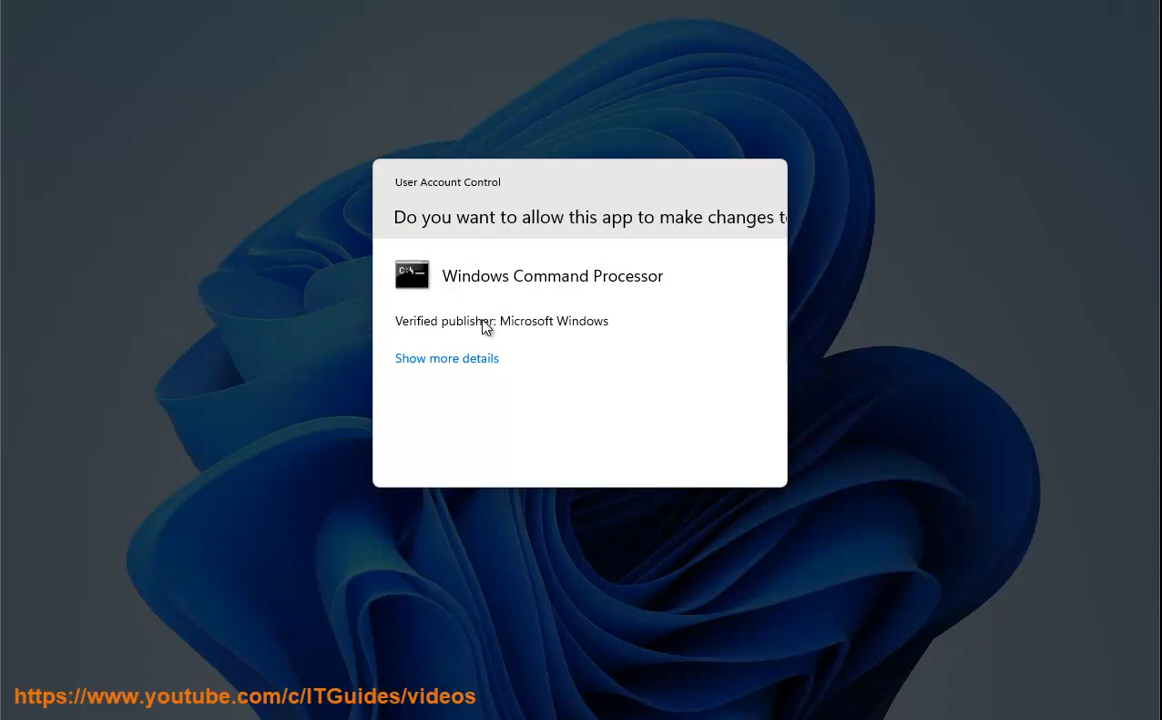 User Account Control
Do you want to allow this app to make changes t
Windows Command Processor
Verified publisher: Microsoft Windows
Show more details
https://www.youtube.com/c/ITGuides/videos